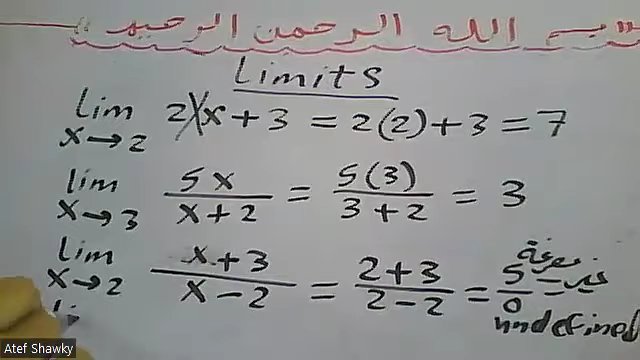 بسم الله الرحمن الرحيم
Limits
lim x→2 2x + 3 = 2(2) + 3 = 7
lim x→3 5x / x + 2 = 5(3) / 3 + 2 = 3
lim x→2 x + 3 / x - 2 = 2 + 3 / 2 - 2 = 5 / 0 غير معرفة
undefined
li
Atef Shawky